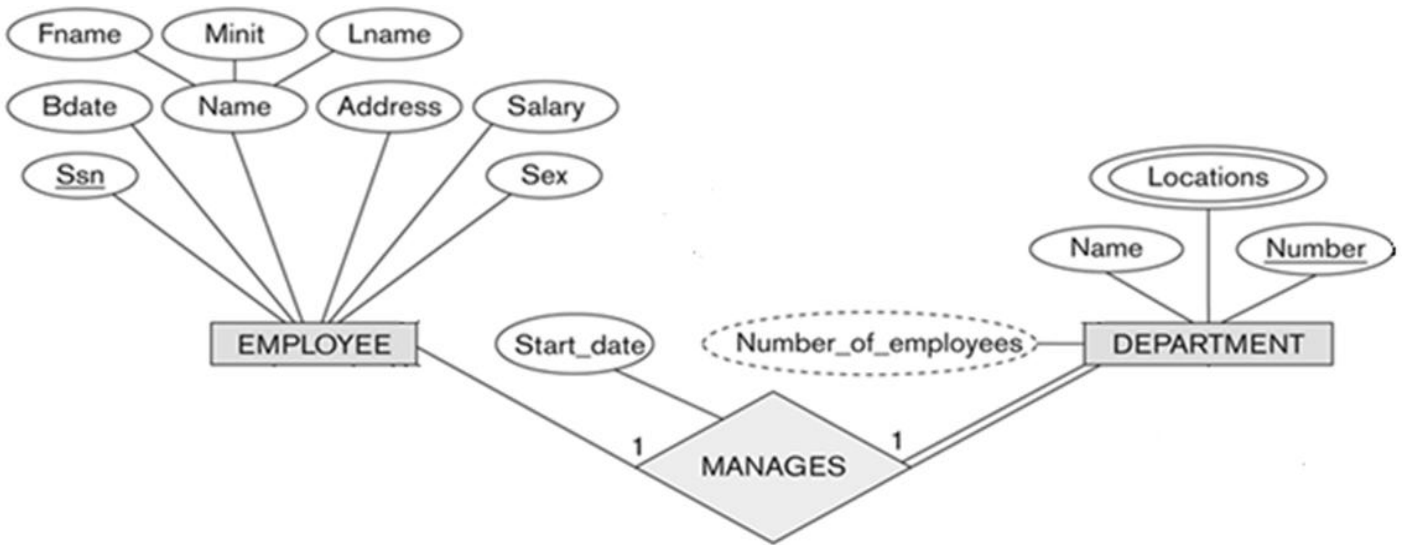 Fname
Minit
Lname
Bdate
Name
Address
Salary
Ssn
Sex
Locations
Name
Number
EMPLOYEE
Start_date
Number_of_employees
DEPARTMENT
1
1
MANAGES